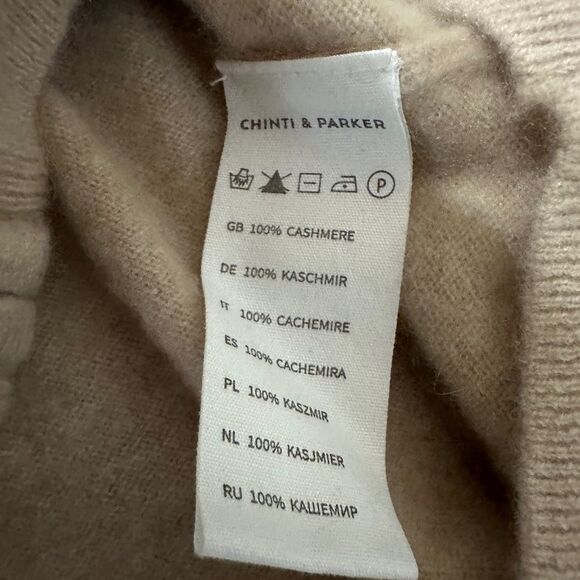 CHINTI & PARKER
P
GB 100% CASHMERE
DE 100% KASCHMIR
IT 100% CACHEMIRE
ES 100% CACHEMIRA
PL 100% KASZMIR
NL 100% KASJMIER
RU 100% КАШЕМИР